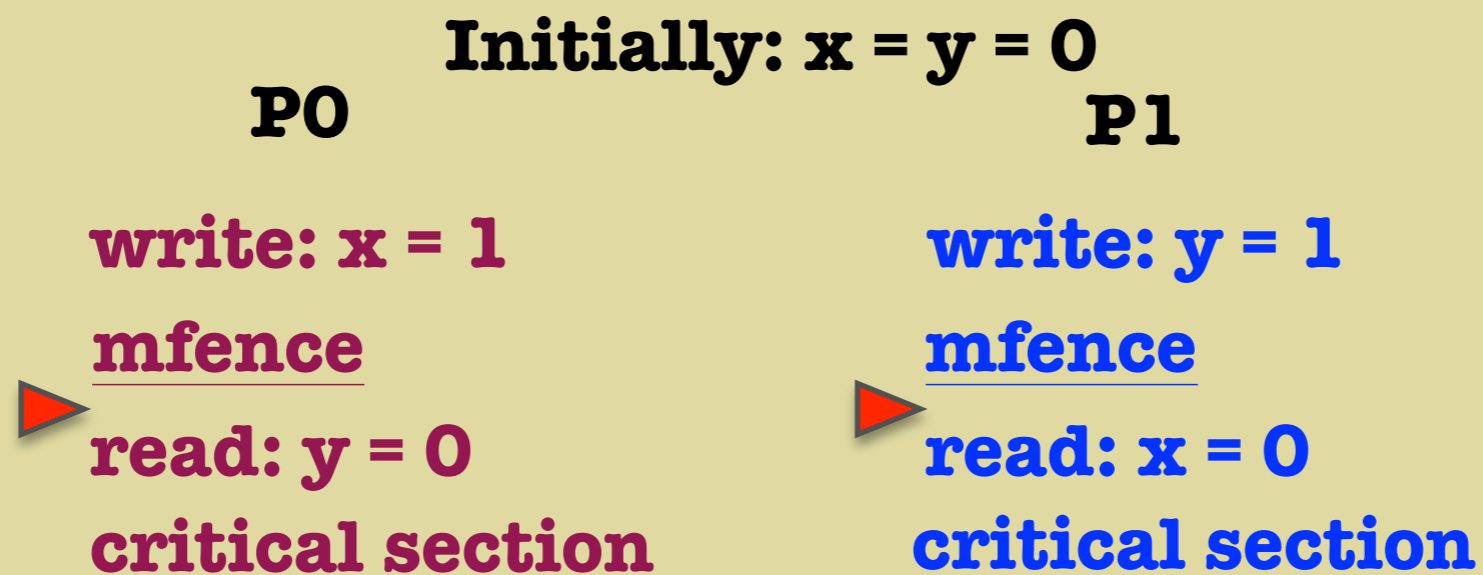 Initially: x = y = 0
P0
P1
write: x = 1
mfence
read: y = 0
critical section
write: y = 1
mfence
read: x = 0
critical section